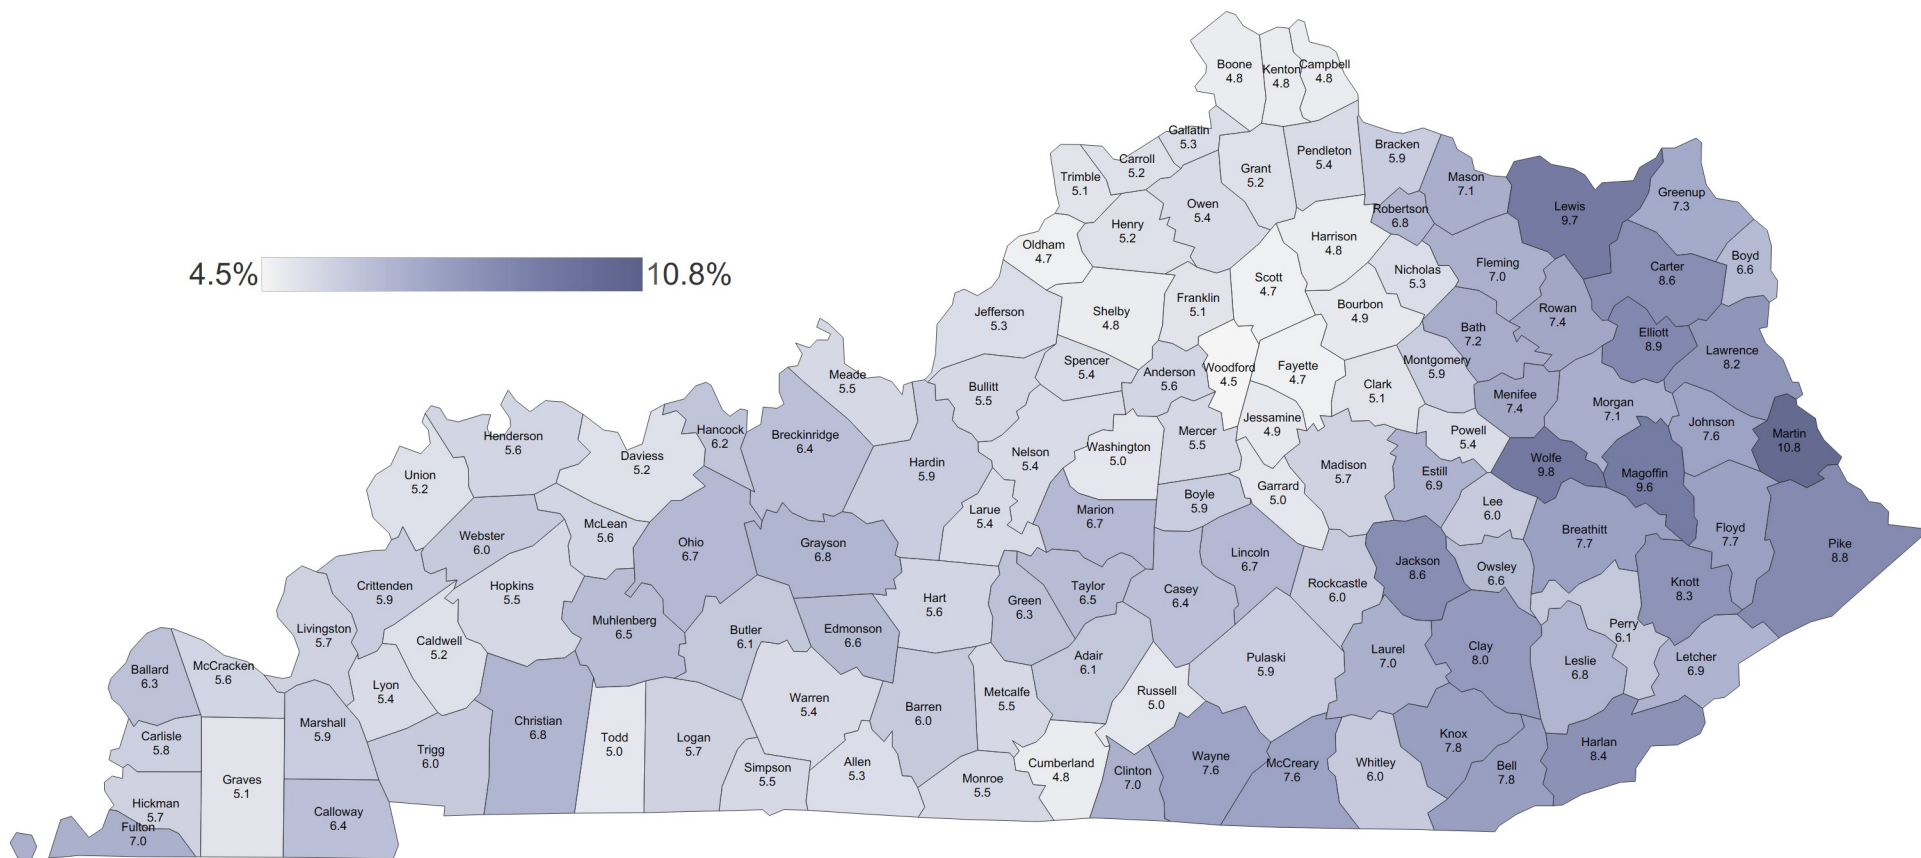 Boone
4.8
Kenton
4.8
Campbell
4.8
Gallatin
5.3
Carroll
5.2
Trimble
5.1
Grant
5.2
Pendleton
5.4
Bracken
5.9
Mason
7.1
Robertson
6.8
Lewis
9.7
Greenup
7.3
Owen
5.4
Henry
5.2
Oldham
4.7
Harrison
4.8
Nicholas
5.3
Fleming
7.0
Carter
8.6
Boyd
6.6
4.5%
10.8%
Scott
4.7
Franklin
5.1
Shelby
4.8
Jefferson
5.3
Bourbon
4.9
Bath
7.2
Rowan
7.4
Elliott
8.9
Lawrence
8.2
Meade
5.5
Bullitt
5.5
Spencer
5.4
Anderson
5.6
Woodford
4.5
Fayette
4.7
Clark
5.1
Montgomery
5.9
Menifee
7.4
Morgan
7.1
Johnson
7.6
Martin
10.8
Union
5.2
Henderson
5.6
Daviess
5.2
Hancock
6.2
Breckinridge
6.4
Hardin
5.9
Nelson
5.4
Washington
5.0
Mercer
5.5
Jessamine
4.9
Garrard
5.0
Madison
5.7
Powell
5.4
Estill
6.9
Wolfe
9.8
Magoffin
9.6
Webster
6.0
McLean
5.6
Ohio
6.7
Grayson
6.8
Larue
5.4
Marion
6.7
Boyle
5.9
Lee
6.0
Breathitt
7.7
Floyd
7.7
Pike
8.8
Crittenden
5.9
Hopkins
5.5
Hart
5.6
Green
6.3
Taylor
6.5
Casey
6.4
Lincoln
6.7
Rockcastle
6.0
Jackson
8.6
Owsley
6.6
Knott
8.3
Livingston
5.7
Caldwell
5.2
Muhlenberg
6.5
Butler
6.1
Edmonson
6.6
Adair
6.1
Pulaski
5.9
Laurel
7.0
Clay
8.0
Perry
6.1
Leslie
6.8
Letcher
6.9
Ballard
6.3
McCracken
5.6
Lyon
5.4
Warren
5.4
Barren
6.0
Metcalfe
5.5
Russell
5.0
Carlisle
5.8
Marshall
5.9
Trigg
6.0
Christian
6.8
Todd
5.0
Logan
5.7
Simpson
5.5
Allen
5.3
Monroe
5.5
Cumberland
4.8
Clinton
7.0
Wayne
7.6
McCreary
7.6
Whitley
6.0
Knox
7.8
Bell
7.8
Harlan
8.4
Graves
5.1
Hickman
5.7
Fulton
7.0
Calloway
6.4